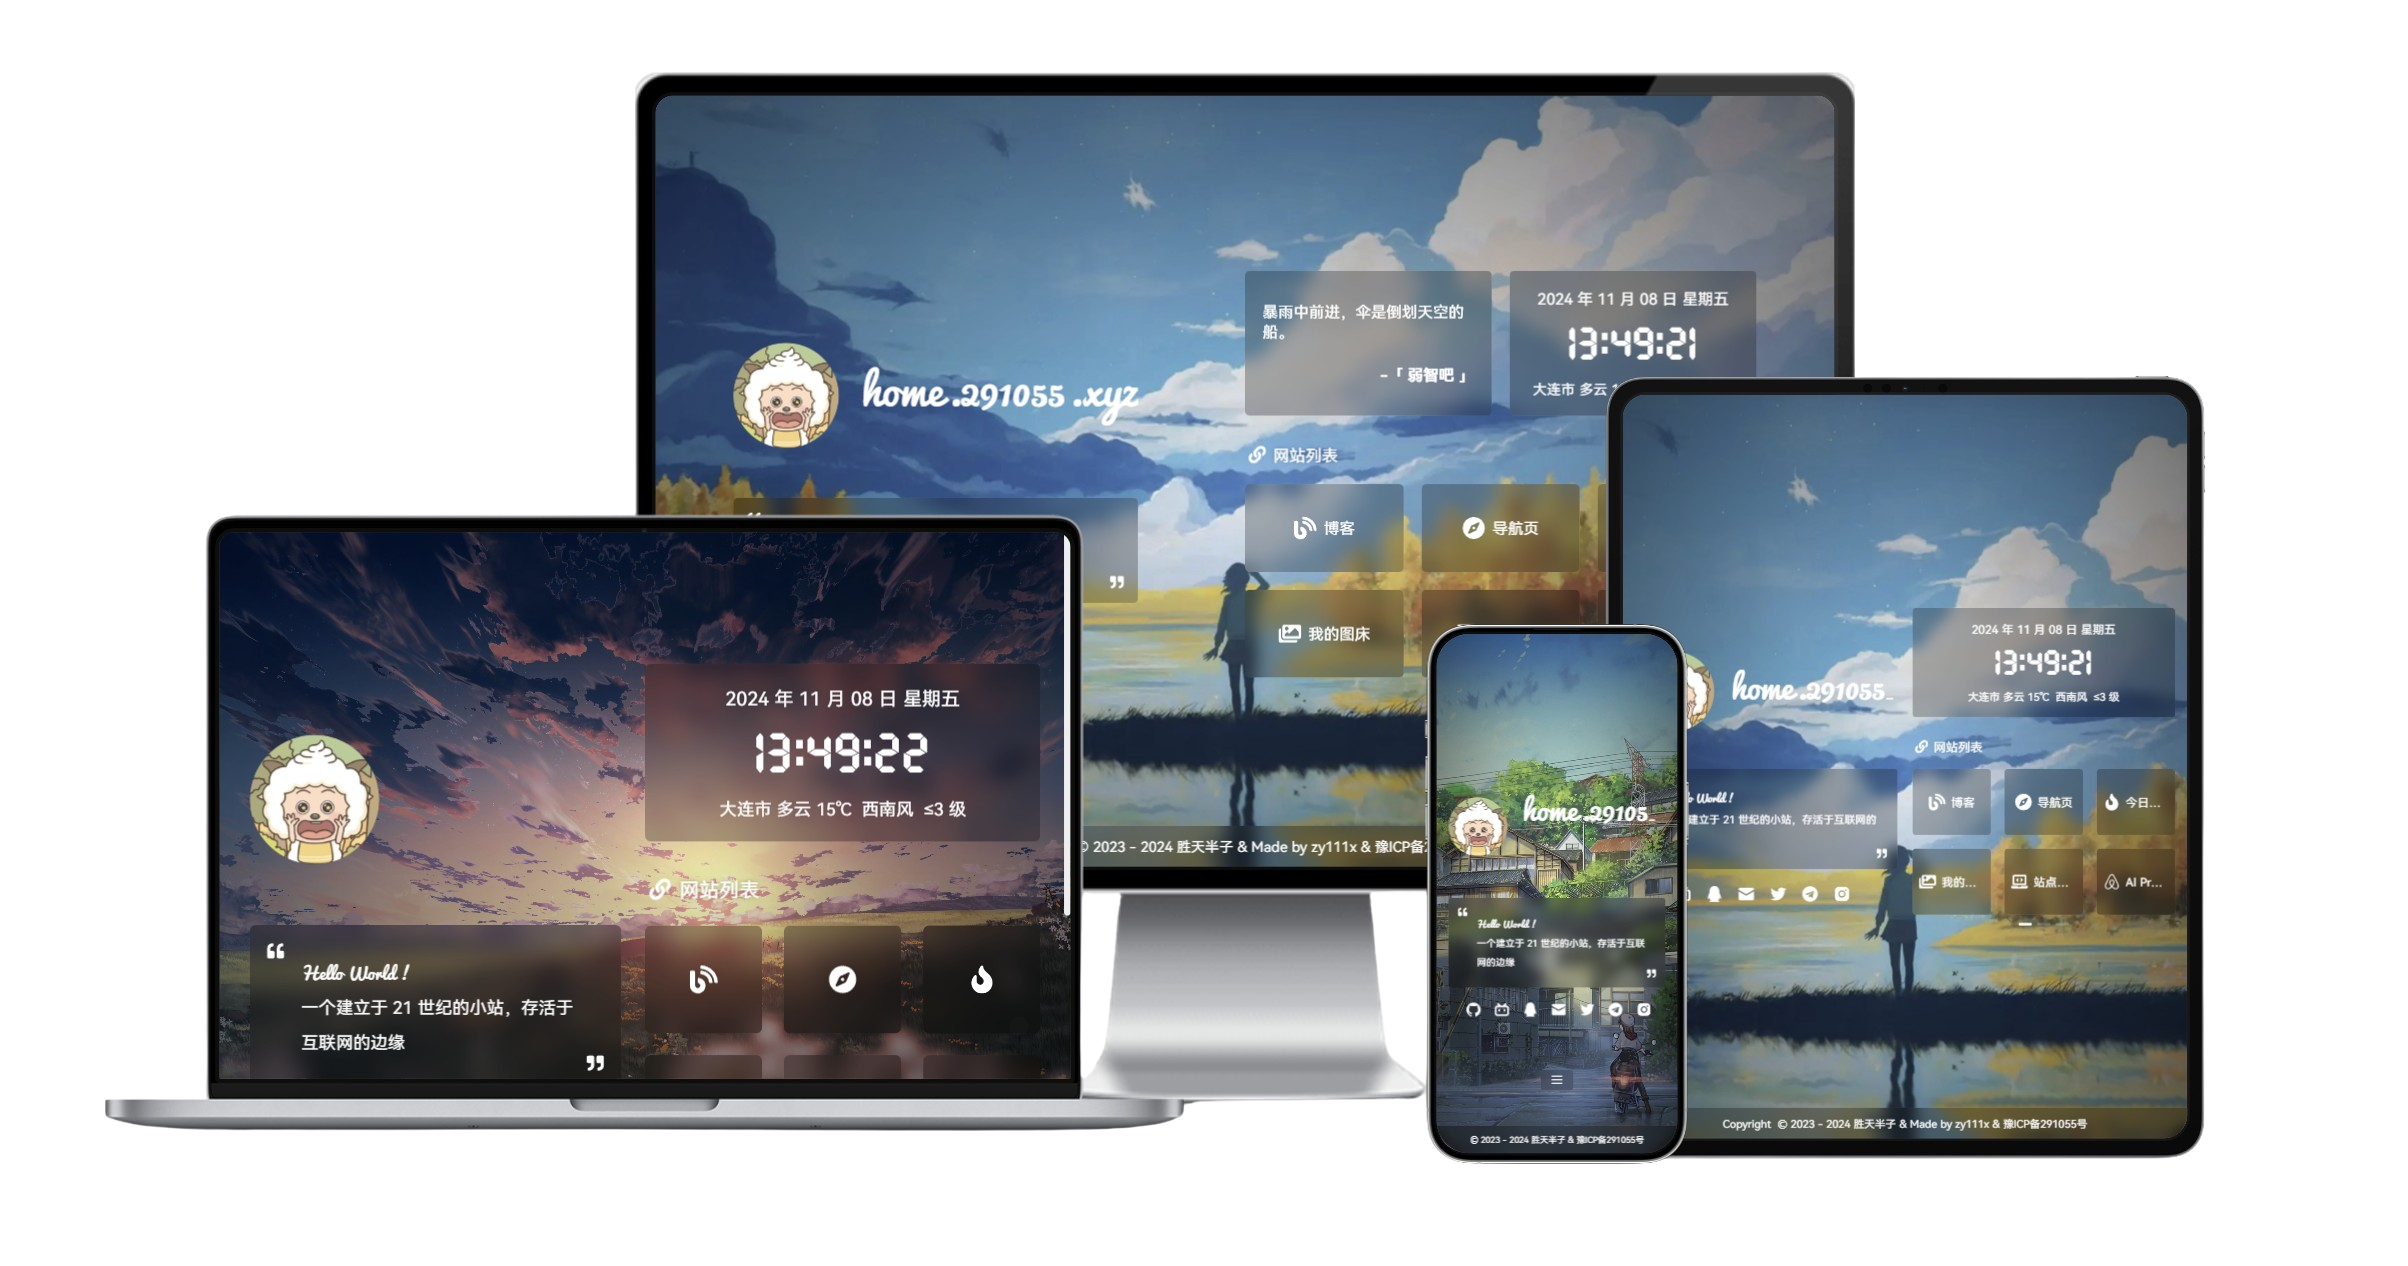 暴雨中前进，伞是倒划天空的
船。
-「 弱智吧 」
2024 年 11 月 08 日 星期五
13:49:21
大连市 多云
home.291055.xyz
网站列表
博客
导航页
我的图床
© 2023 - 2024 胜天半子 & Made by zy111x & 豫ICP备
2024 年 11 月 08 日 星期五
13:49:22
大连市 多云 15℃ 西南风 ≤3 级
网站列表
Hello World !
一个建立于 21 世纪的小站，存活于
互联网的边缘
home.29105
Hello World !
一个建立于 21 世纪的小站，存活于互联
网的边缘
© 2023 - 2024 胜天半子 & 豫ICP备291055号
2024 年 11 月 08 日 星期五
13:49:21
大连市 多云 15℃ 西南风 ≤3 级
home.291055
网站列表
World !
建立于 21 世纪的小站，存活于互联网的
博客
导航页
今日...
我的...
站点...
AI Pr...
Copyright © 2023 - 2024 胜天半子 & Made by zy111x & 豫ICP备291055号